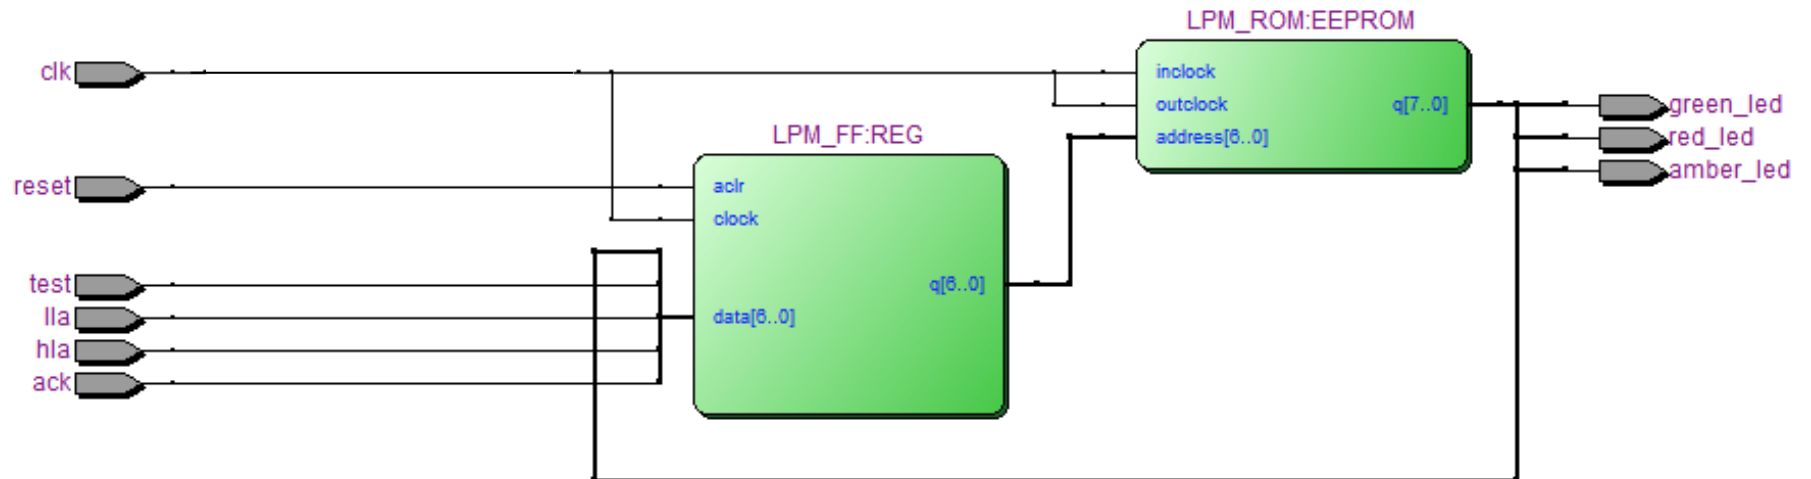 LPM_ROM:EEPROM
clk
inclock
outclock
q[7..0]
address[6..0]
green_led
red_led
amber_led
LPM_FF:REG
reset
aclr
clock
test
lla
hla
ack
q[6..0]
data[6..0]